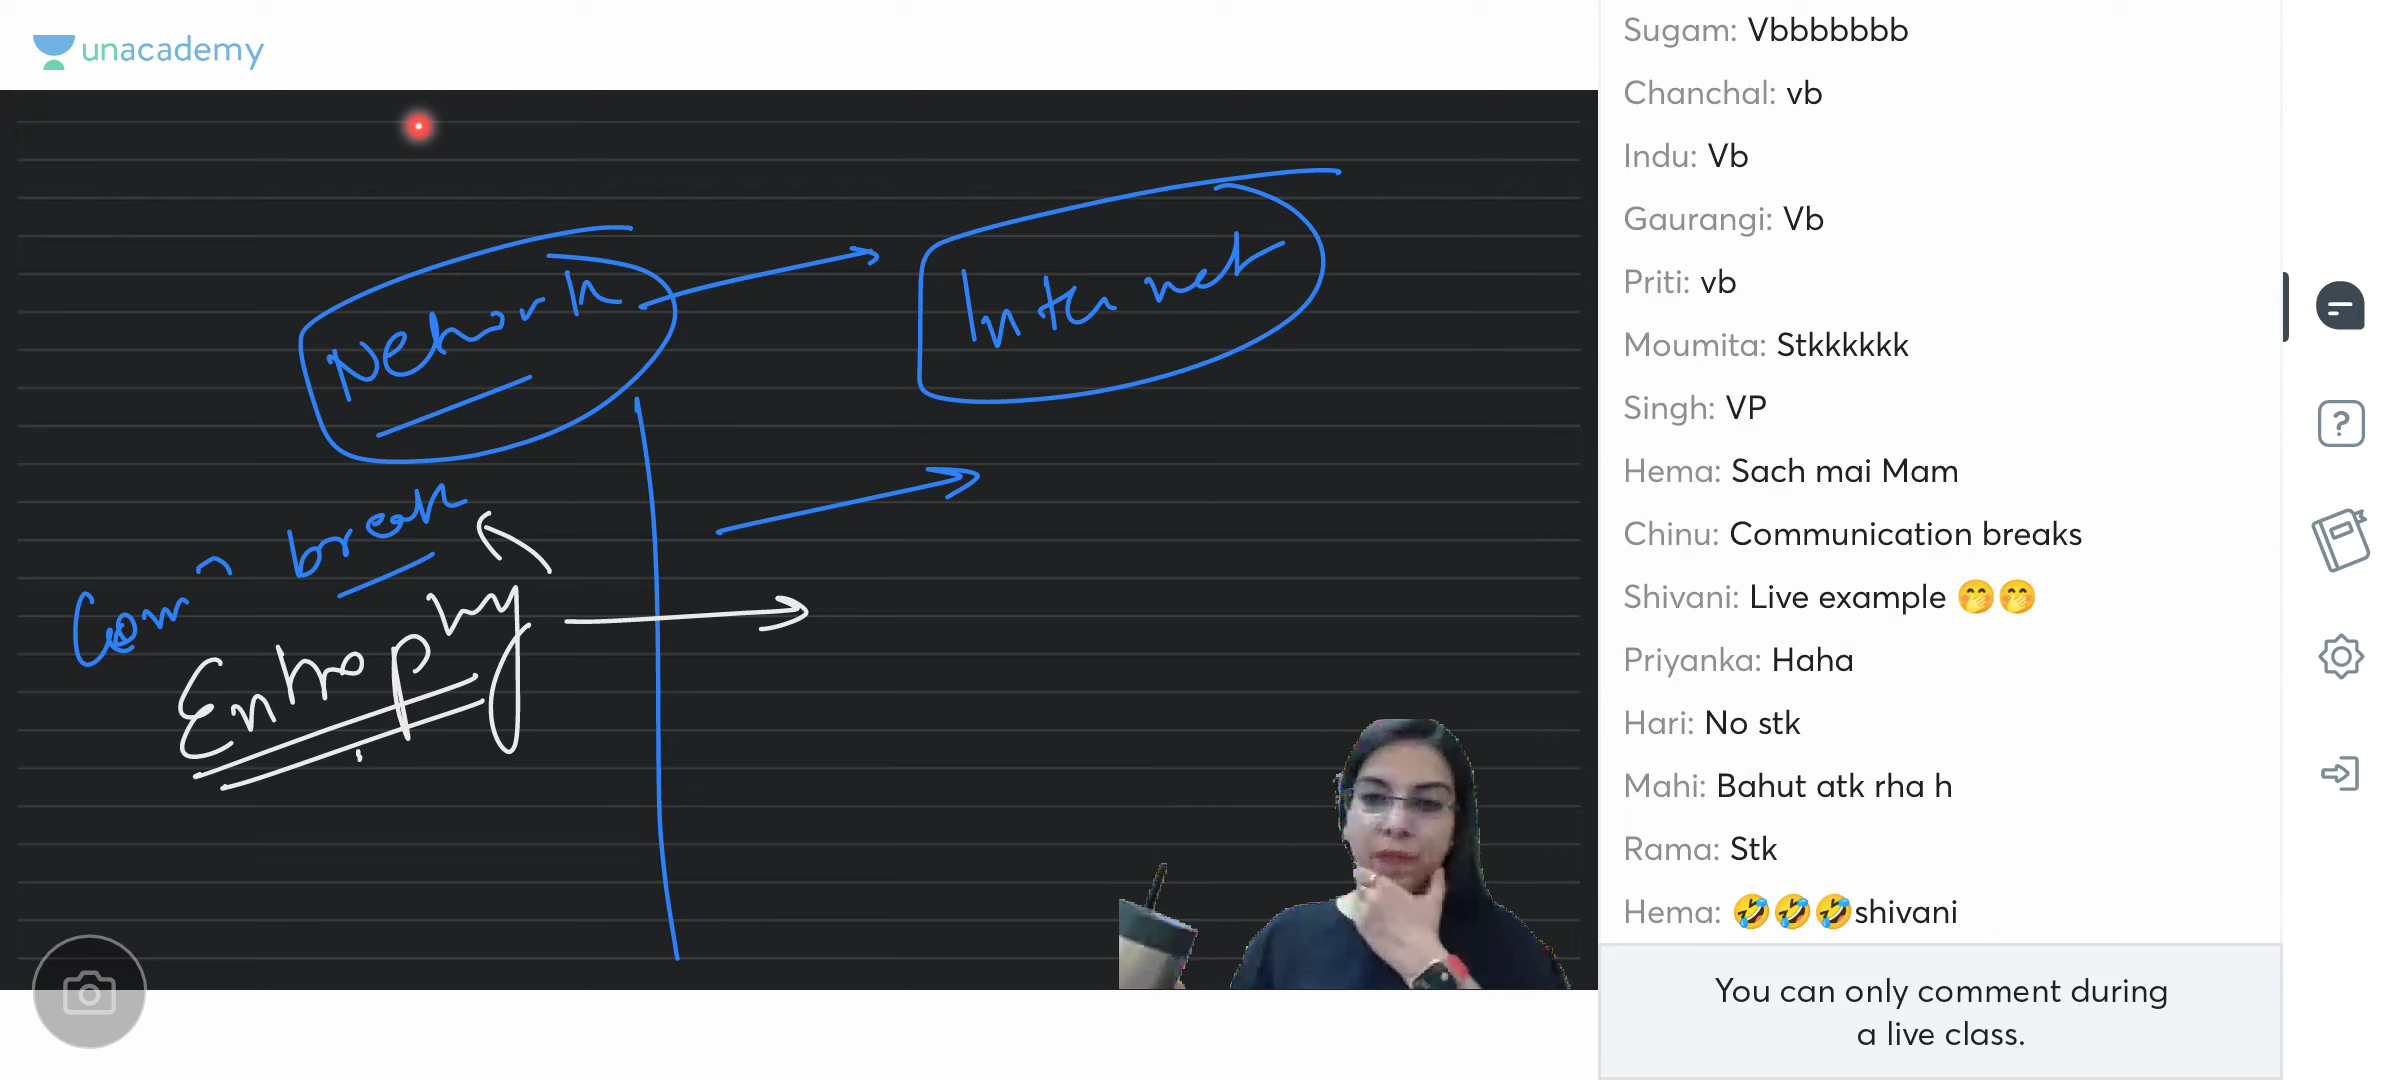 unacademy
Network
Internet
Comn break
Entrophy
Sugam: Vbbbbbbb
Chanchal: vb
Indu: Vb
Gaurangi: Vb
Priti: vb
Moumita: Stkkkkkk
Singh: VP
Hema: Sach mai Mam
Chinu: Communication breaks
Shivani: Live example 🤭🤭
Priyanka: Haha
Hari: No stk
Mahi: Bahut atk rha h
Rama: Stk
Hema: 🤣🤣🤣shivani
You can only comment during
a live class.